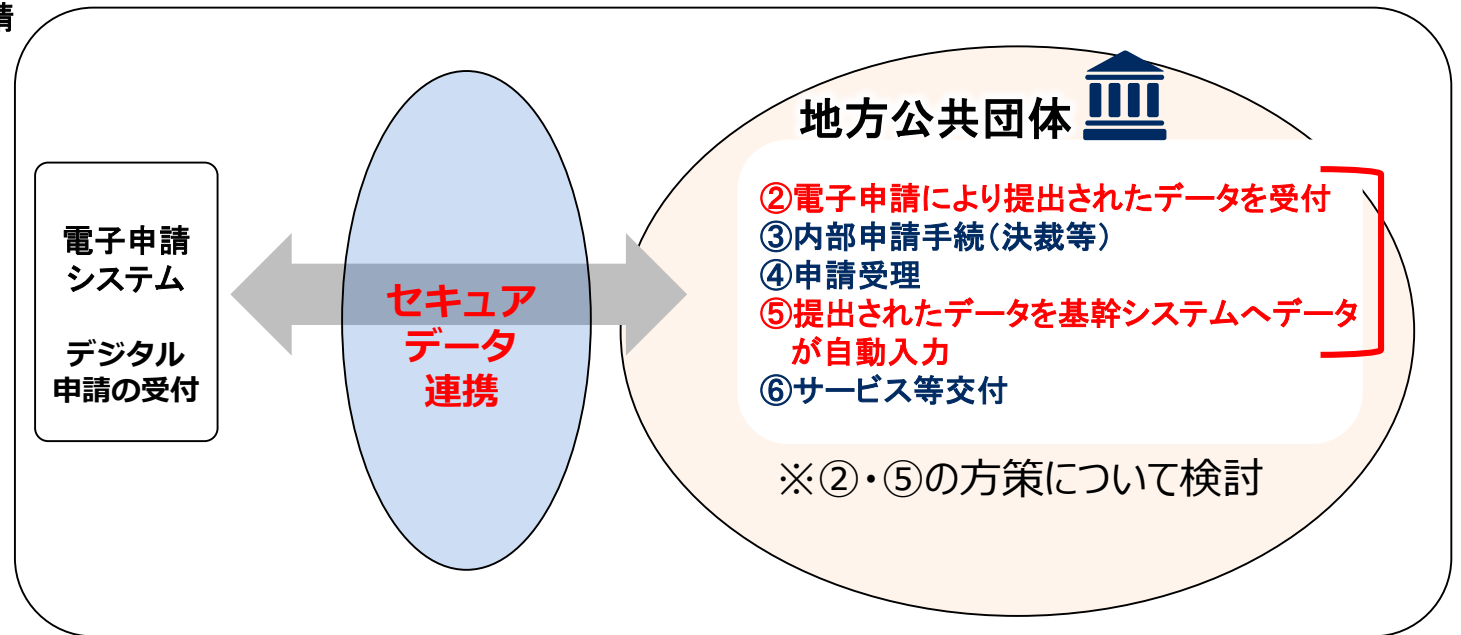 請
電子申請
システム
デジタル
申請の受付
セキュア
データ
連携
地方公共団体
②電子申請により提出されたデータを受付
③内部申請手続（決裁等）
④申請受理
⑤提出されたデータを基幹システムへデータ
が自動入力
⑥サービス等交付
※②・⑤の方策について検討